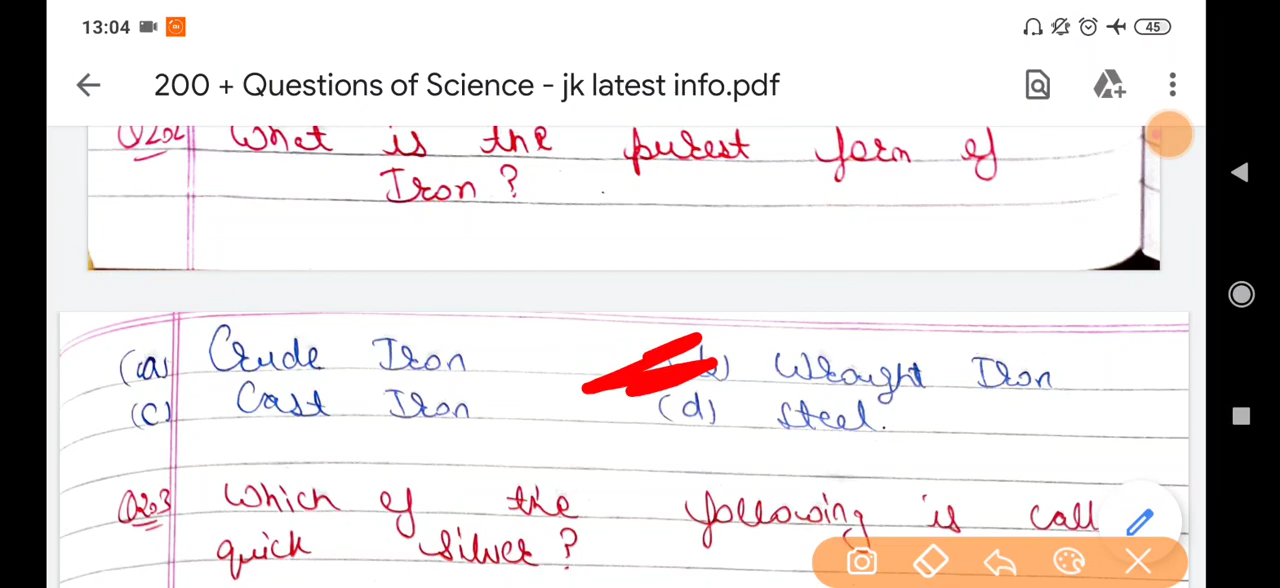 13:04
45
200 + Questions of Science - jk latest info.pdf
Q202 What is the purest form of
Iron?
(a) Crude Iron (b) Wrought Iron
(c) Cast Iron (d) Steel.
Q203 Which of the following is call
quick silver?